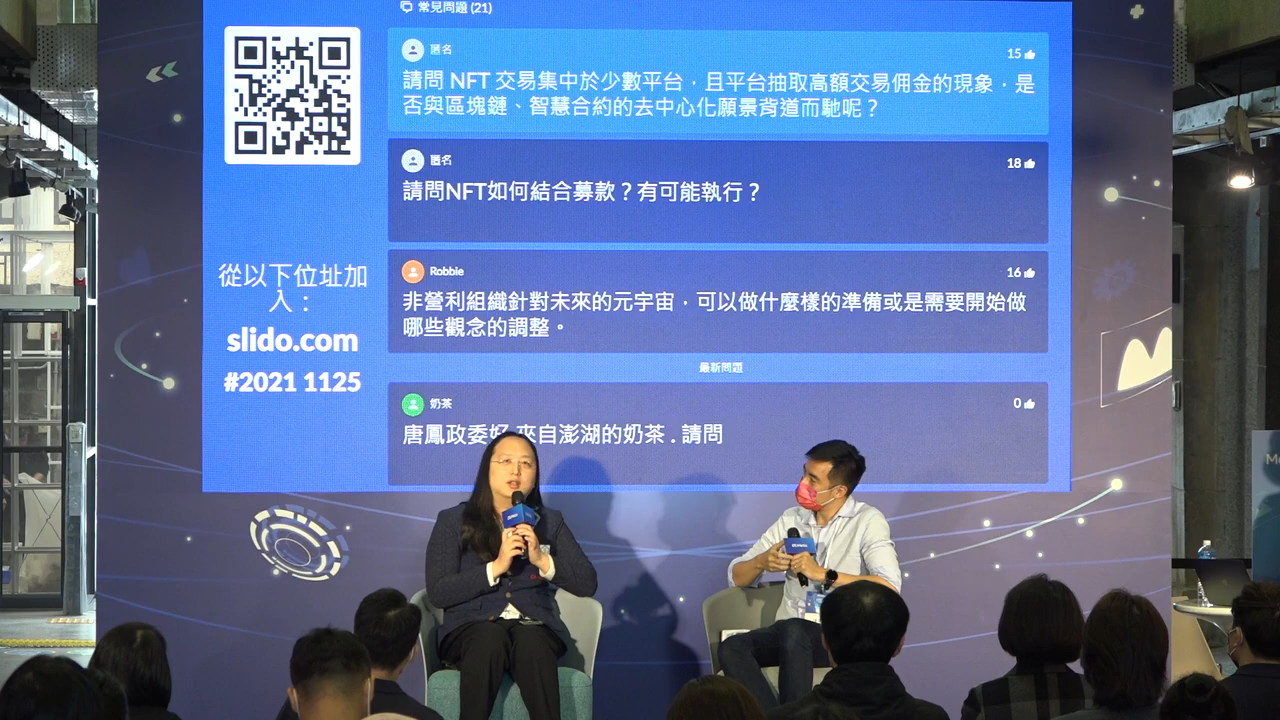 常見問題 (21)
匿名
15
請問 NFT 交易集中於少數平台，且平台抽取高額交易佣金的現象，是
否與區塊鏈、智慧合約的去中心化願景背道而馳呢？
匿名
18
請問NFT如何結合募款？有可能執行？
從以下位址加
入：
slido.com
#2021 1125
Robbie
16
非營利組織針對未來的元宇宙，可以做什麼樣的準備或是需要開始做
哪些觀念的調整。
最新問題
奶茶
0
唐鳳政委好 來自澎湖的奶茶 . 請問